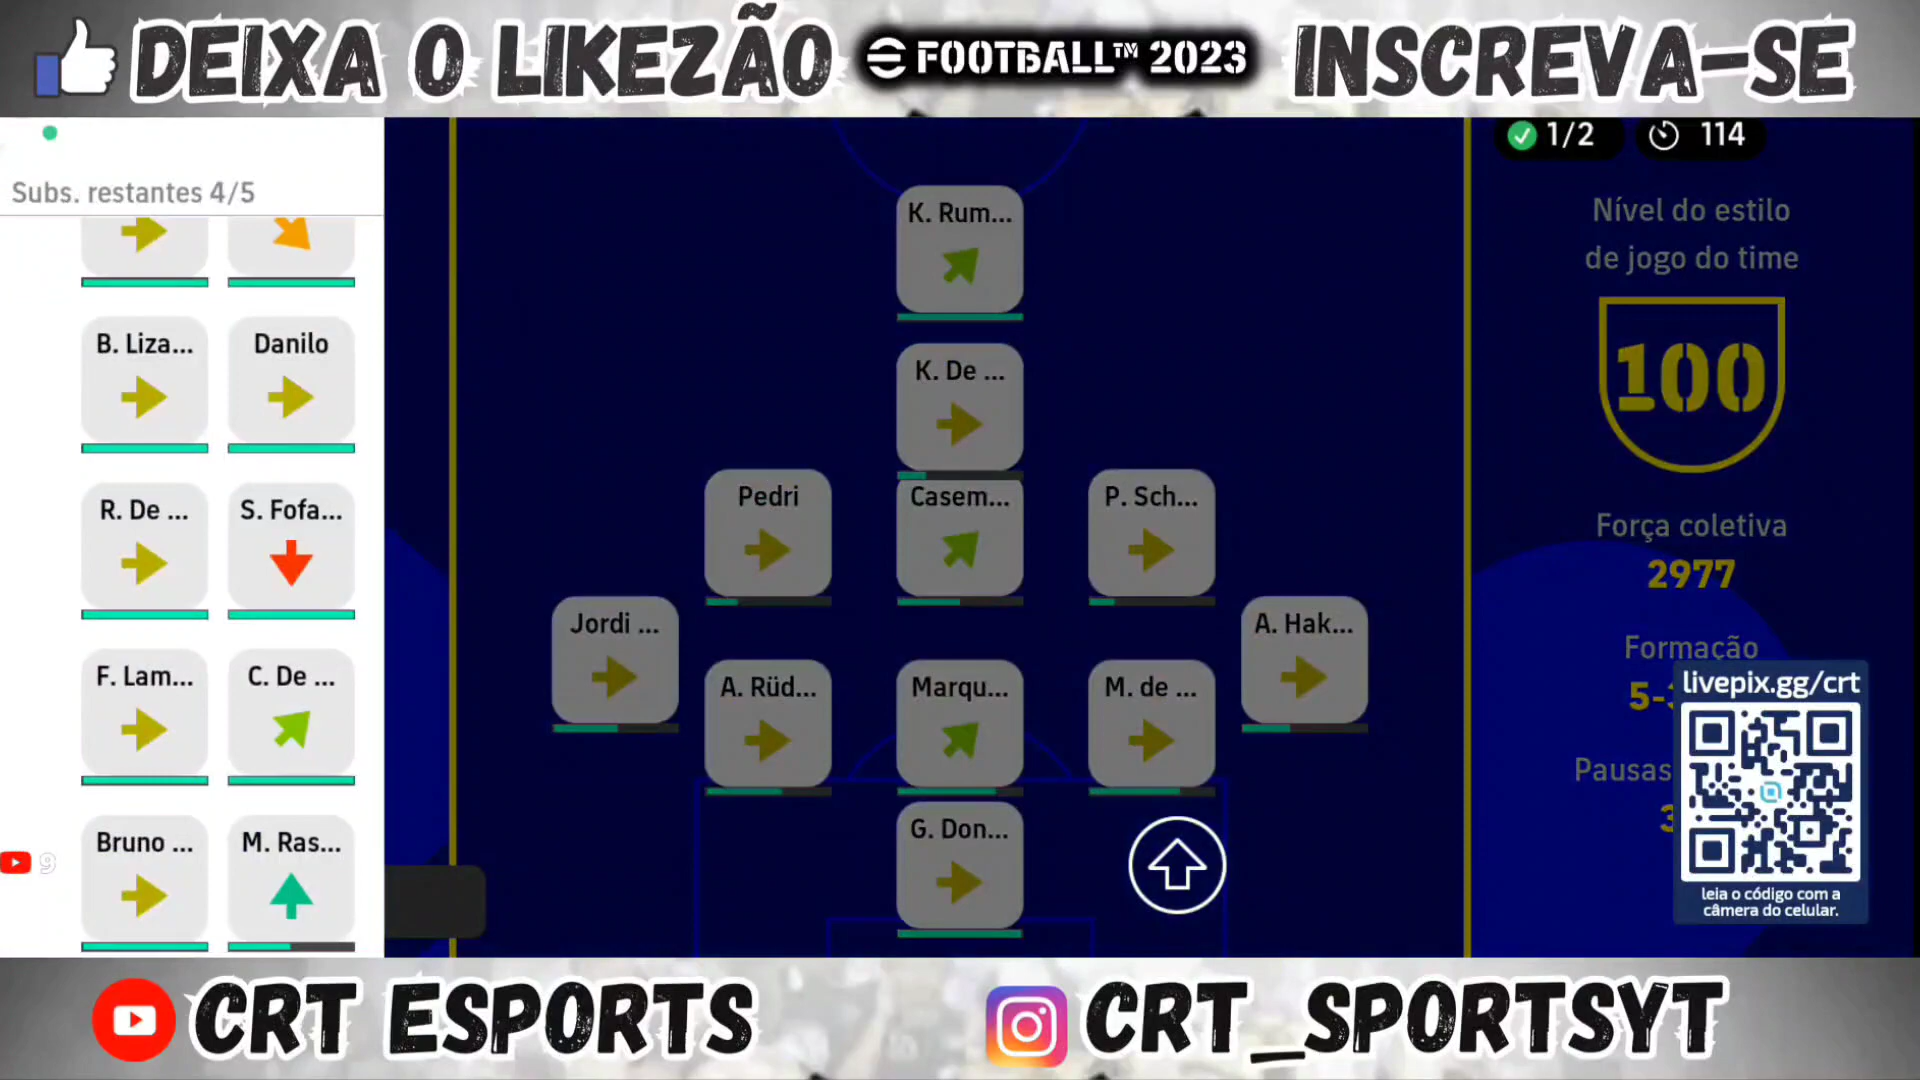 DEIXA O LIKEZÃO
FOOTBALL™ 2023
INSCREVA-SE
1/2
114
Subs. restantes 4/5
B. Liza...
Danilo
R. De ...
S. Fofa...
F. Lam...
C. De ...
Bruno ...
M. Ras...
9
K. Rum...
K. De ...
Pedri
Casem...
P. Sch...
Jordi ...
A. Hak...
A. Rüd...
Marqu...
M. de ...
G. Don...
Nível do estilo
de jogo do time
100
Força coletiva
2977
Formação
5-
Pausas
livepix.gg/crt
leia o código com a
câmera do celular.
CRT ESPORTS
CRT_SPORTSYT